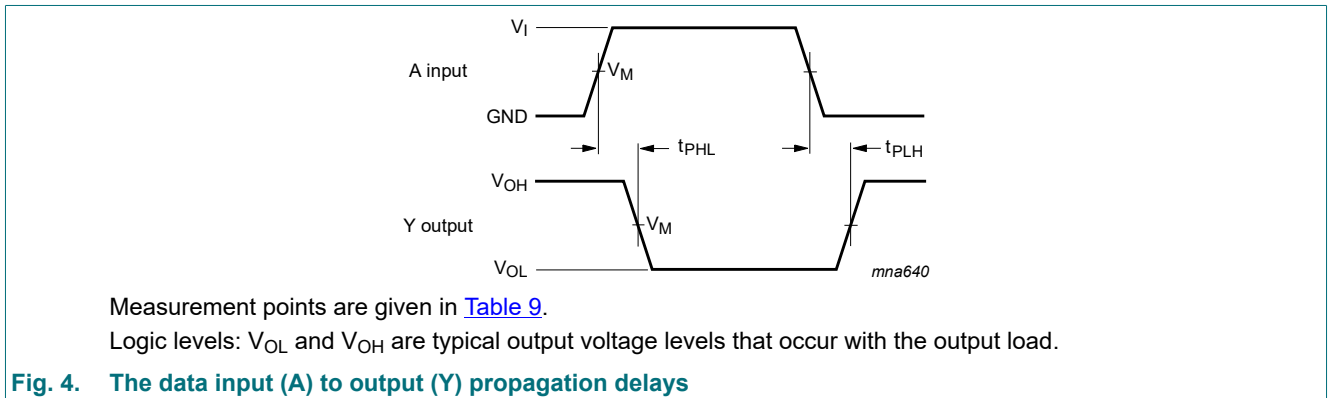 VI
A input
VM
GND
tPHL
tPLH
VOH
Y output
VM
VOL
mna640
Measurement points are given in Table 9.
Logic levels: VOL and VOH are typical output voltage levels that occur with the output load.
Fig. 4. The data input (A) to output (Y) propagation delays